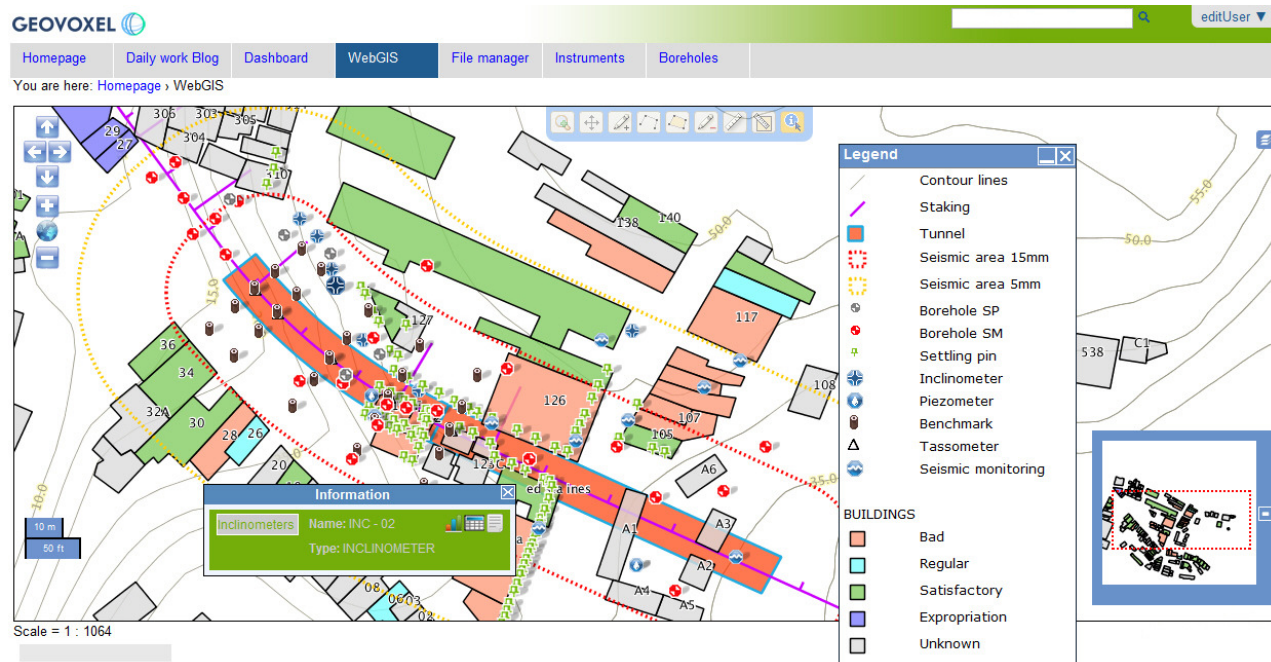 GEOVOXEL
editUser ▼
Homepage Daily work Blog Dashboard WebGIS File manager Instruments Boreholes
You are here: Homepage › WebGIS
306
303
305
304
29
27
310
138
140
50.0
55.0
50.0
15.0
127
117
36
34
32A
30
28
26
20
126
107
105
108
538
C1
A6
A3
A1
A2
A4
A5
35.0
10.0
08
06
03
02
Legend
Contour lines
Staking
Tunnel
Seismic area 15mm
Seismic area 5mm
Borehole SP
Borehole SM
Settling pin
Inclinometer
Piezometer
Benchmark
Tassometer
Seismic monitoring
BUILDINGS
Bad
Regular
Satisfactory
Expropriation
Unknown
Information
Inclinometers Name: INC - 02
Type: INCLINOMETER
10 m
50 ft
Scale = 1 : 1064